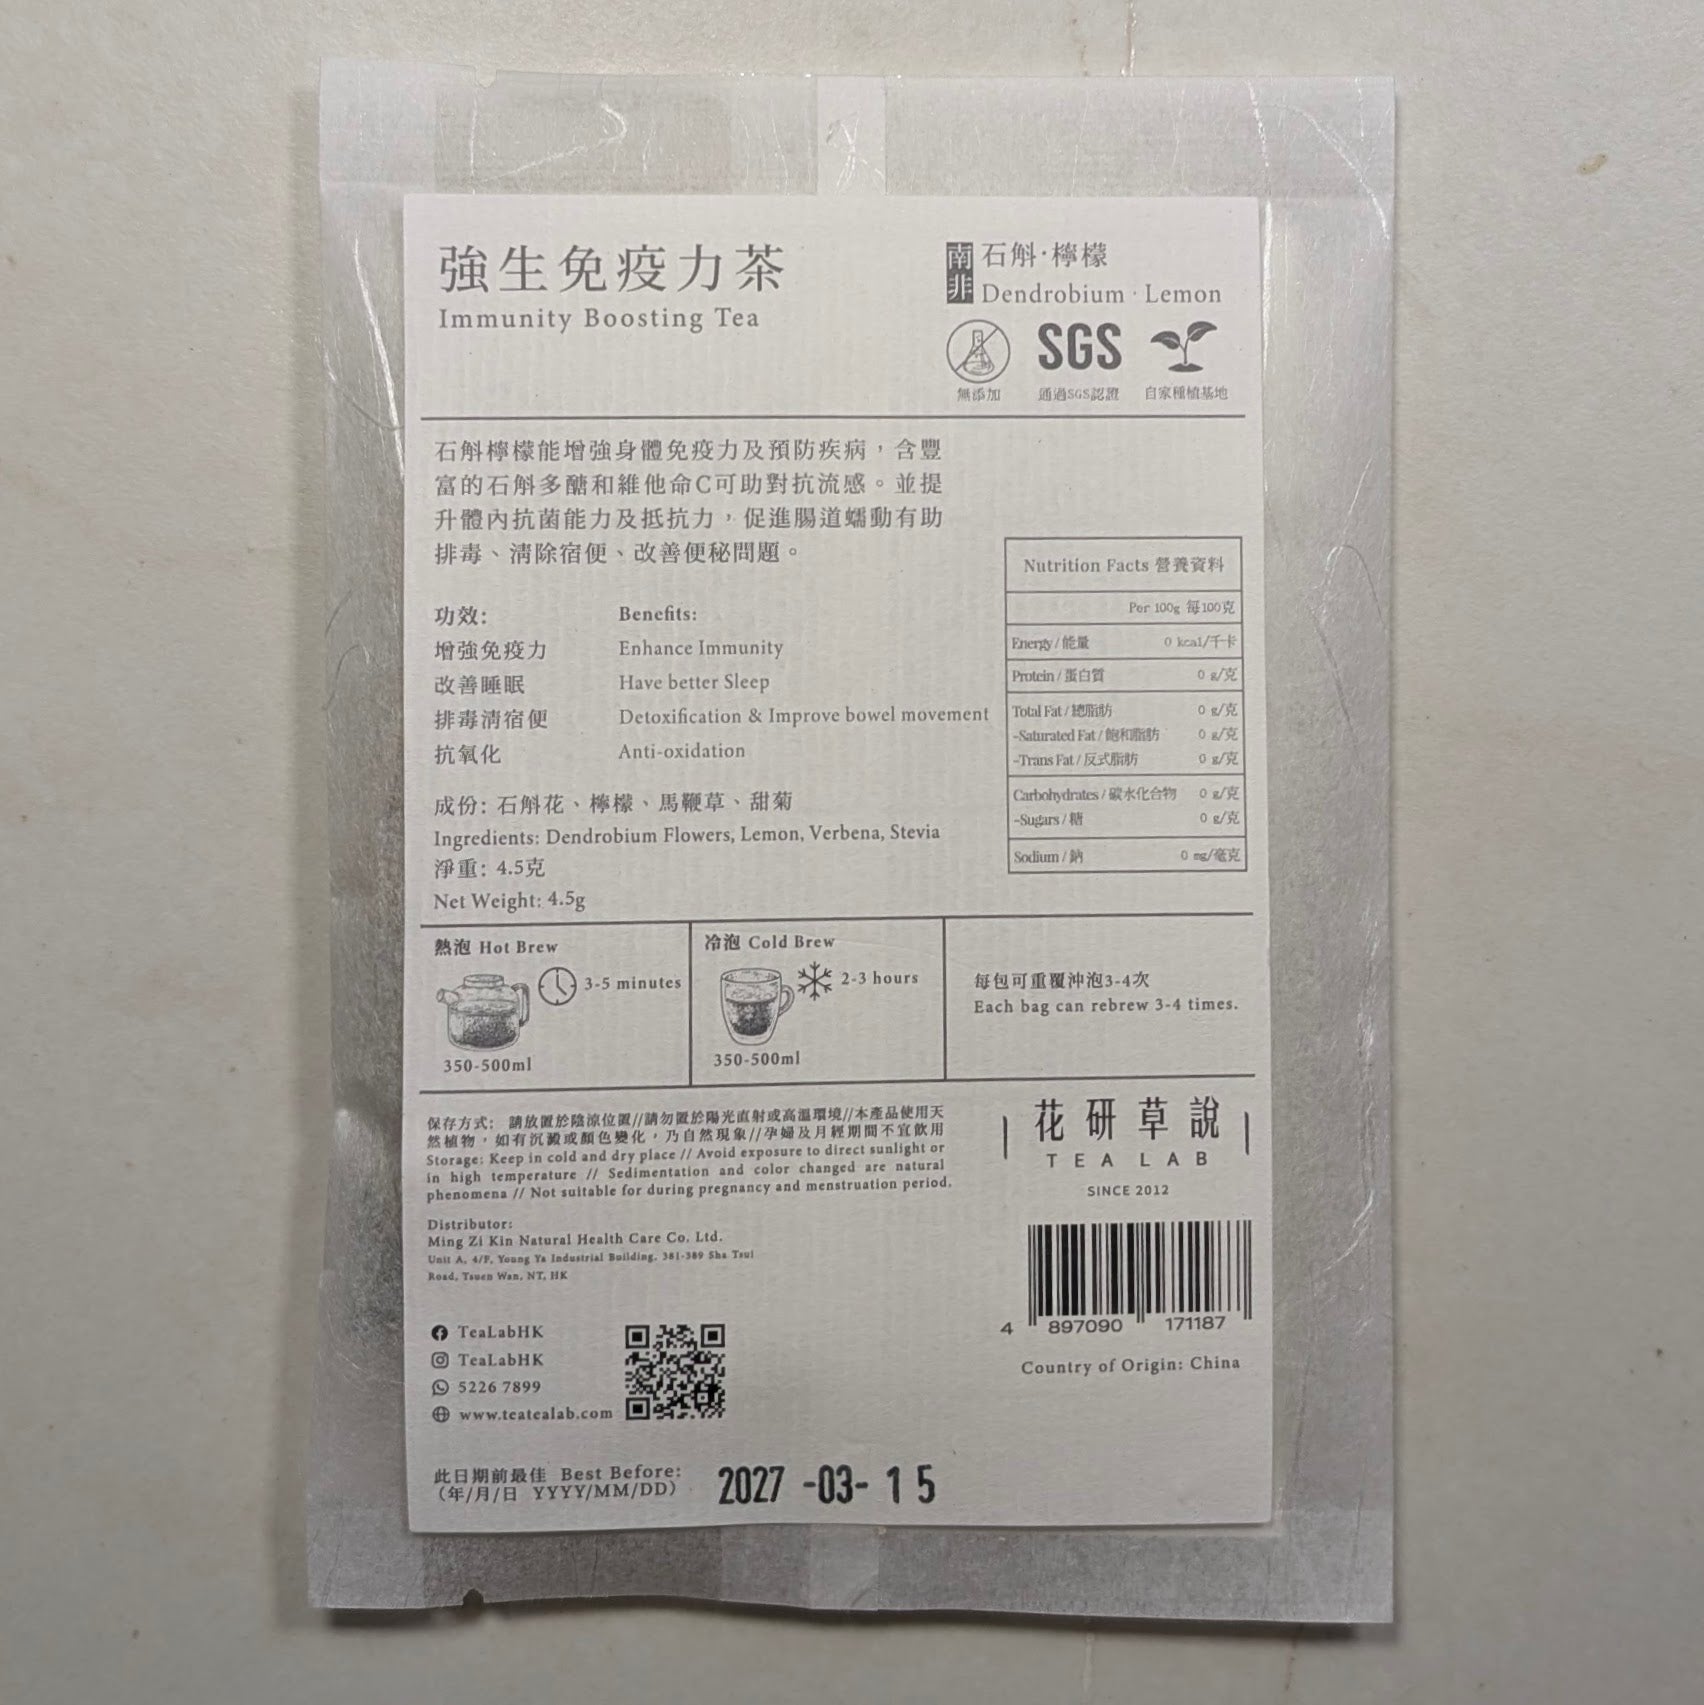 強生免疫力茶
Immunity Boosting Tea
南非
石斛·檸檬
Dendrobium · Lemon
SGS
無添加
通過SGS認證
自家種植基地
石斛檸檬能增強身體免疫力及預防疾病，含豐
富的石斛多醣和維他命C可助對抗流感。並提
升體內抗菌能力及抵抗力，促進腸道蠕動有助
排毒、清除宿便、改善便秘問題。
功效: Benefits:
增強免疫力 Enhance Immunity
改善睡眠 Have better Sleep
排毒清宿便 Detoxification & Improve bowel movement
抗氧化 Anti-oxidation
成份: 石斛花、檸檬、馬鞭草、甜菊
Ingredients: Dendrobium Flowers, Lemon, Verbena, Stevia
淨重: 4.5克
Net Weight: 4.5g
Nutrition Facts 營養資料
Per 100g 每100克
Energy / 能量 0 kcal/千卡
Protein / 蛋白質 0 g/克
Total Fat / 總脂肪 0 g/克
-Saturated Fat / 飽和脂肪 0 g/克
-Trans Fat / 反式脂肪 0 g/克
Carbohydrates / 碳水化合物 0 g/克
-Sugars / 糖 0 g/克
Sodium / 鈉 0 mg/毫克
熱泡 Hot Brew
3-5 minutes
350-500ml
冷泡 Cold Brew
2-3 hours
350-500ml
每包可重覆沖泡3-4次
Each bag can rebrew 3-4 times.
保存方式: 請放置於陰涼位置//請勿置於陽光直射或高溫環境//本產品使用天
然植物，如有沉澱或顏色變化，乃自然現象//孕婦及月經期間不宜飲用
Storage: Keep in cold and dry place // Avoid exposure to direct sunlight or
in high temperature // Sedimentation and color changed are natural
phenomena // Not suitable for during pregnancy and menstruation period.
花研草說
TEA LAB
SINCE 2012
Distributor:
Ming Zi Kin Natural Health Care Co. Ltd.
Unit A, 4/F, Young Ya Industrial Building, 381-389 Sha Tsui
Road, Tsuen Wan, NT, HK
TeaLabHK
TeaLabHK
5226 7899
www.teatealab.com
4 897090 171187
Country of Origin: China
此日期前最佳 Best Before:
（年/月/日 YYYY/MM/DD）
2027 -03- 15